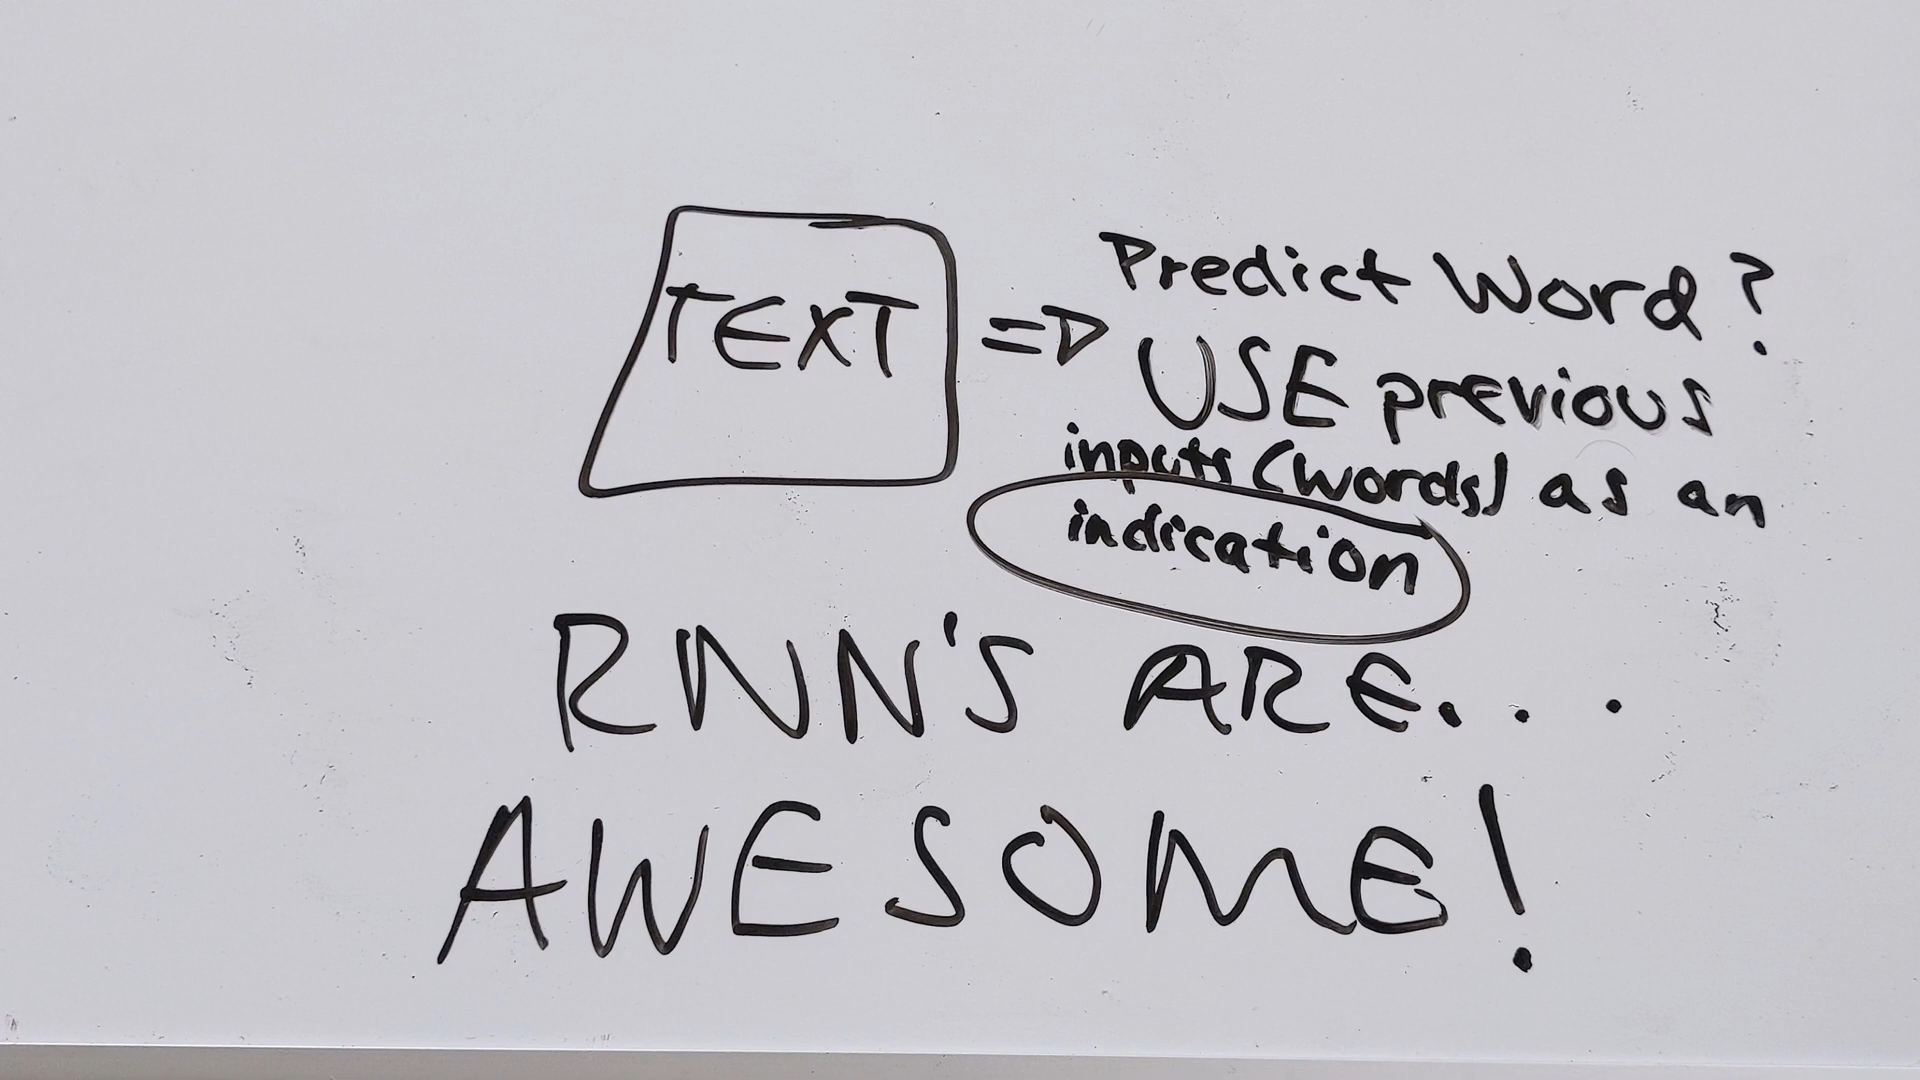 TEXT => Predict Word?
USE previous
inputs (words) as an
indication
RNN'S ARE...
AWESOME!